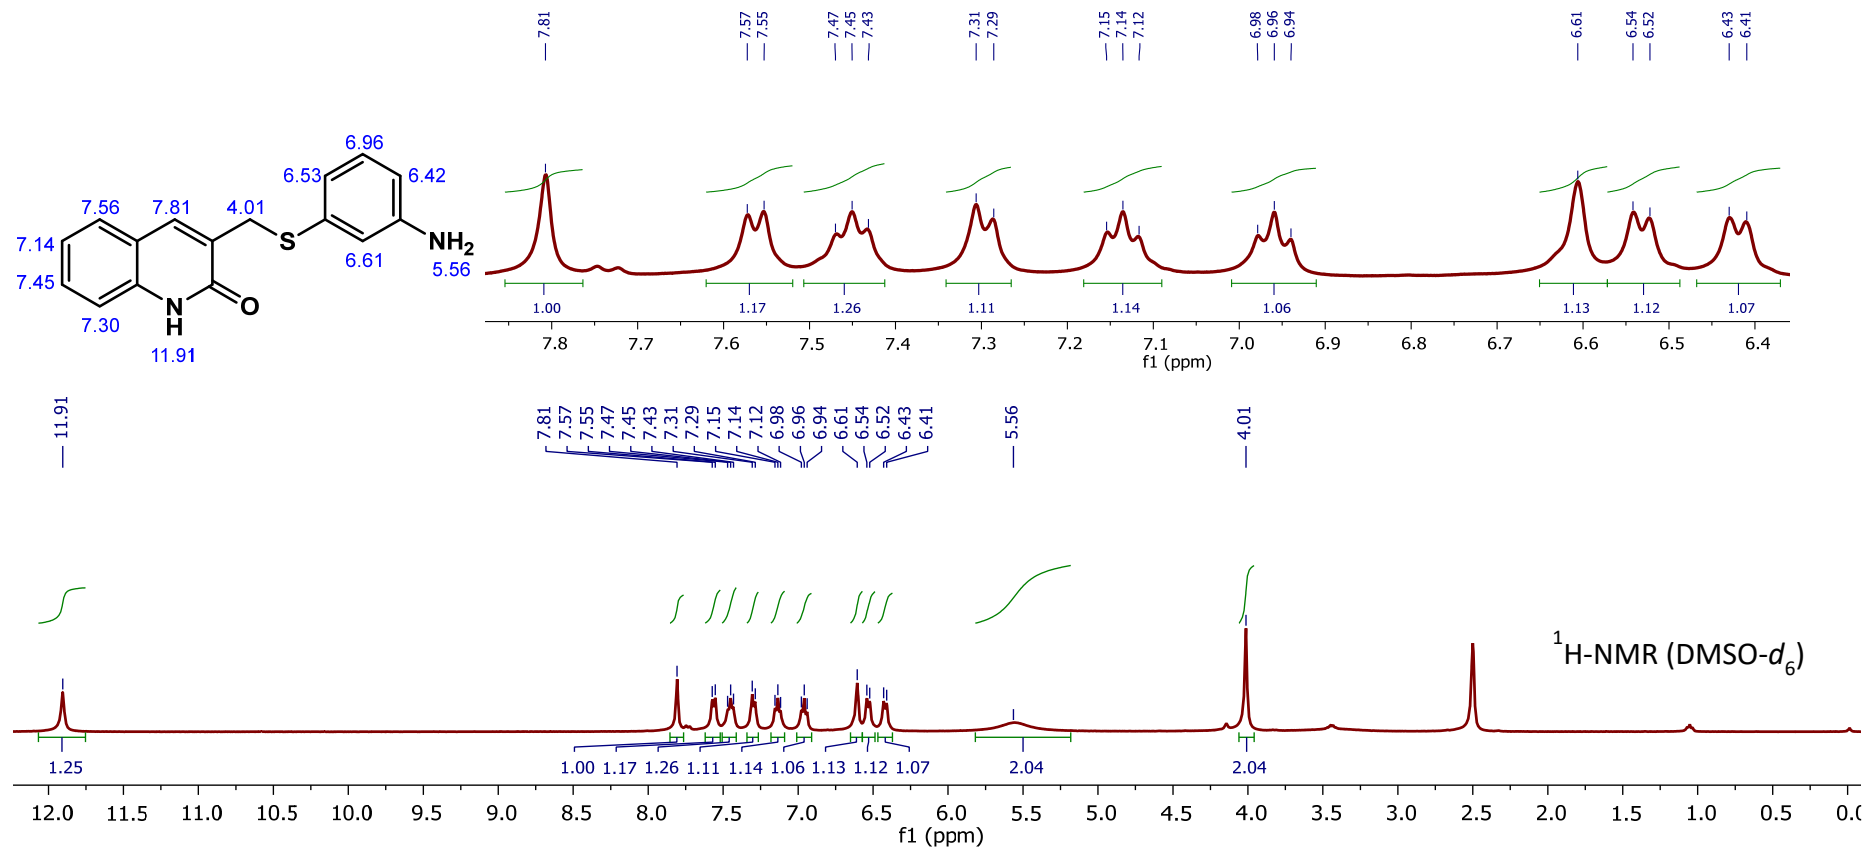 7.81 7.57 7.55 7.47 7.45 7.43 7.31 7.29 7.15 7.14 7.12 6.98 6.96 6.94 6.61 6.54 6.52 6.43 6.41
6.96
6.53 6.42
7.56 7.81 4.01
S NH2
7.14 6.61 5.56
7.45
N O
7.30 H
11.91
1.00 1.17 1.26 1.11 1.14 1.06 1.13 1.12 1.07
7.8 7.7 7.6 7.5 7.4 7.3 7.2 7.1 7.0 6.9 6.8 6.7 6.6 6.5 6.4
f1 (ppm)
11.91 7.81 7.57 7.55 7.47 7.45 7.43 7.31 7.29 7.15 7.14 7.12 6.98 6.96 6.94 6.61 6.54 6.52 6.43 6.41 5.56 4.01
1H-NMR (DMSO-d6)
1.25 1.00 1.17 1.26 1.11 1.14 1.06 1.13 1.12 1.07 2.04 2.04
12.0 11.5 11.0 10.5 10.0 9.5 9.0 8.5 8.0 7.5 7.0 6.5 6.0 5.5 5.0 4.5 4.0 3.5 3.0 2.5 2.0 1.5 1.0 0.5 0.0
f1 (ppm)